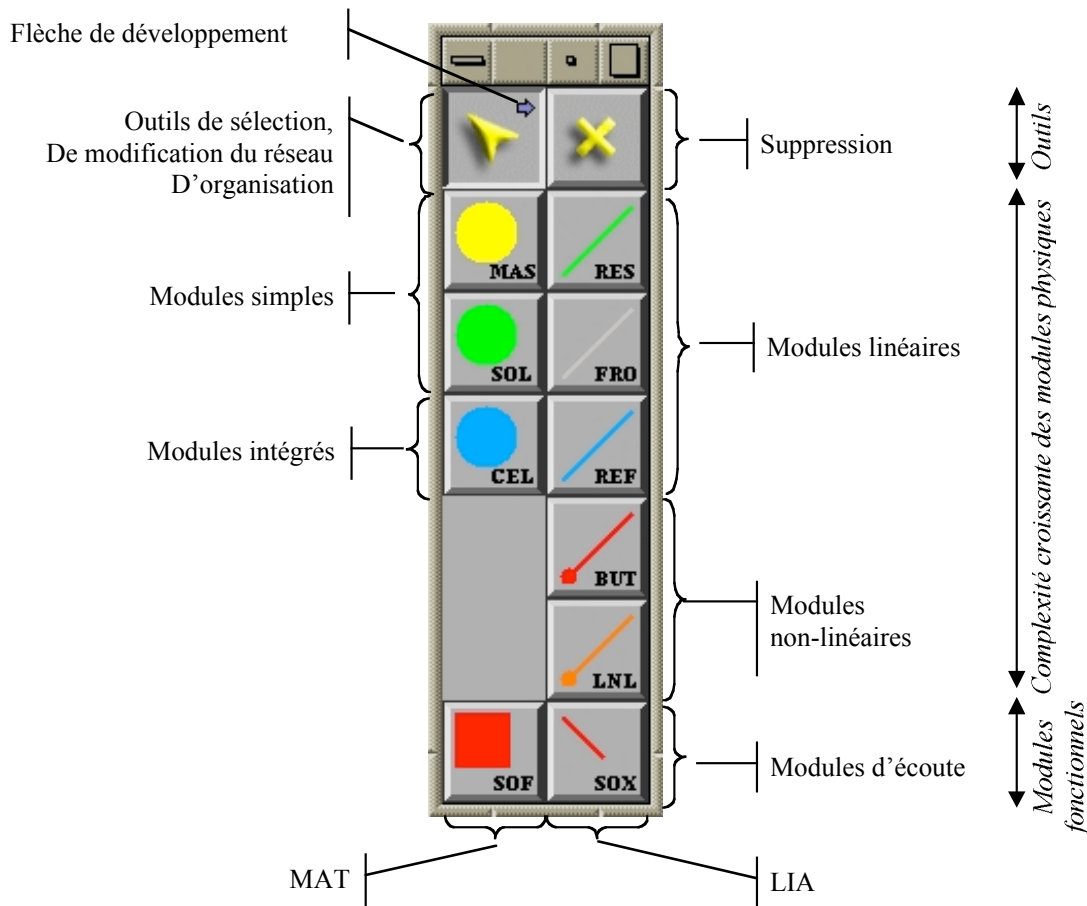 Flèche de développement
Outils de sélection,
De modification du réseau
D’organisation
Suppression
Outils
MAS
RES
Modules simples
SOL
FRO
Modules linéaires
Modules intégrés
CEL
REF
Complexité croissante des modules physiques
BUT
Modules
non-linéaires
LNL
SOF
SOX
Modules d’écoute
Modules
fonctionnels
MAT
LIA